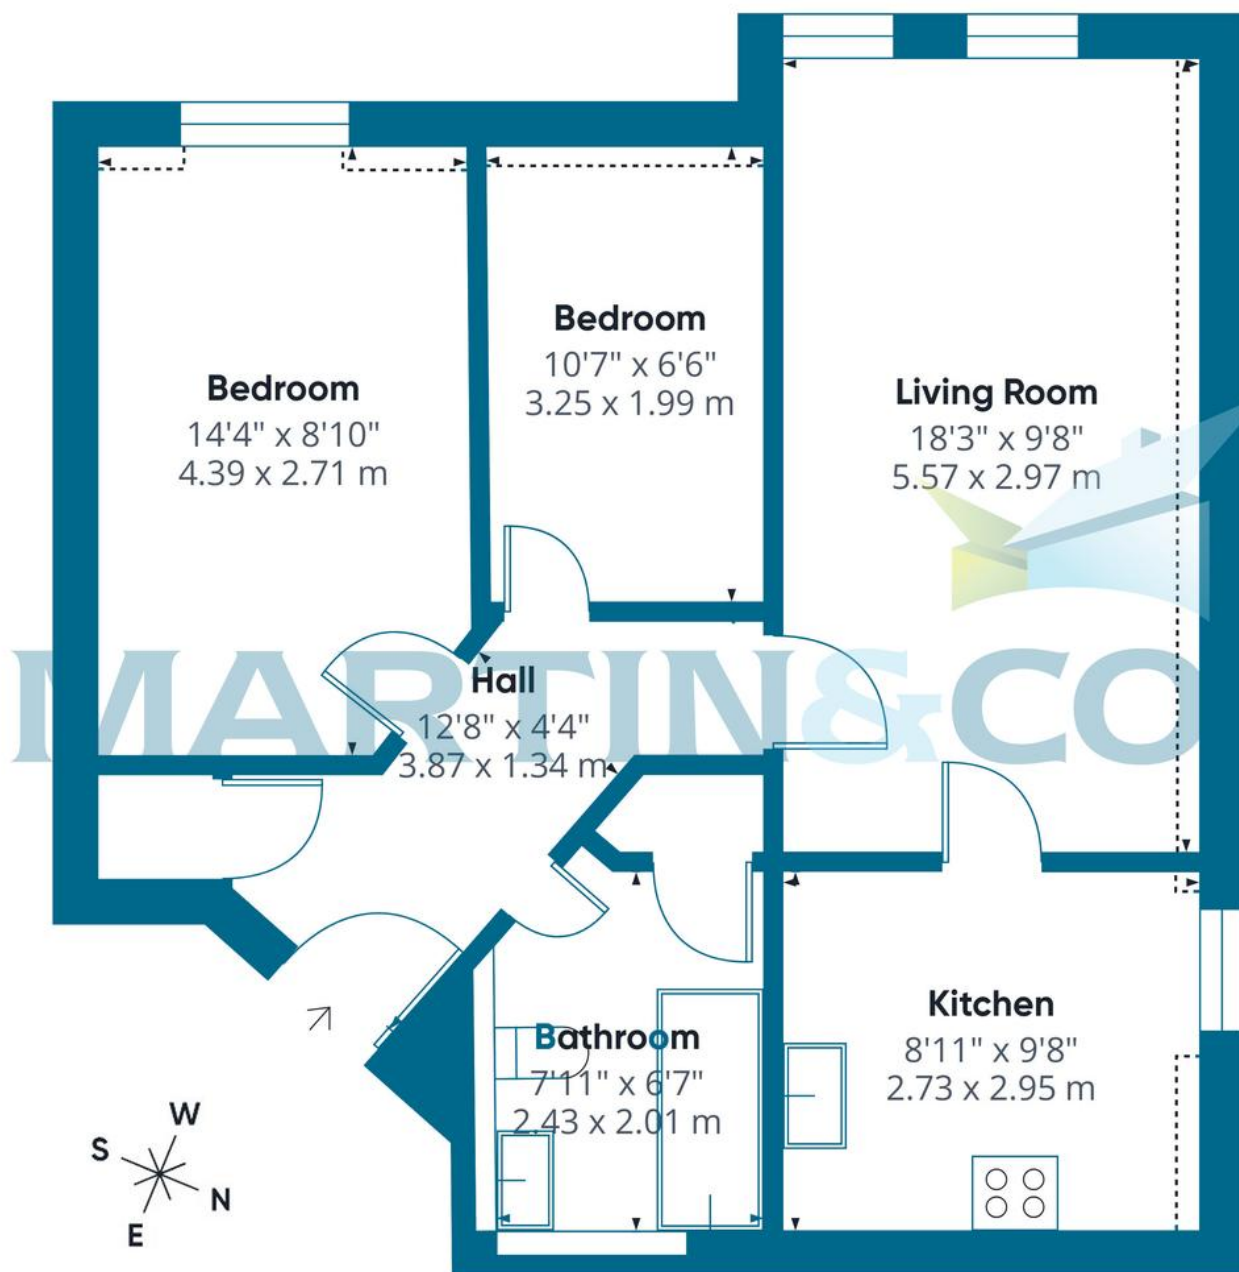 Bedroom
14'4" x 8'10"
4.39 x 2.71 m
Bedroom
10'7" x 6'6"
3.25 x 1.99 m
Living Room
18'3" x 9'8"
5.57 x 2.97 m
MARTIN&CO
Hall
12'8" x 4'4"
3.87 x 1.34 m
Bathroom
7'11" x 6'7"
2.43 x 2.01 m
Kitchen
8'11" x 9'8"
2.73 x 2.95 m
W
S
N
E